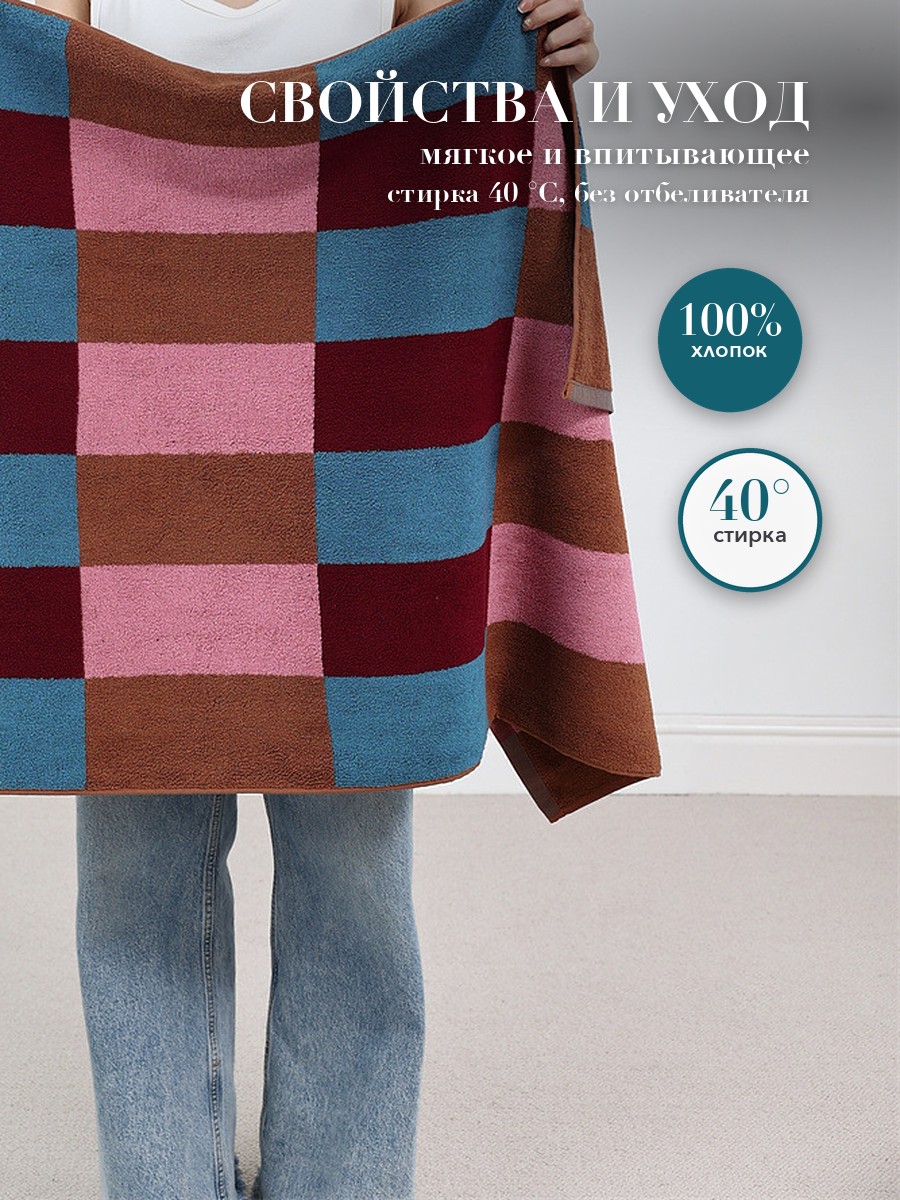 СВОЙСТВА И УХОД
мягкое и впитывающее
стирка 40 °C, без отбеливателя
100%
хлопок
40°
стирка